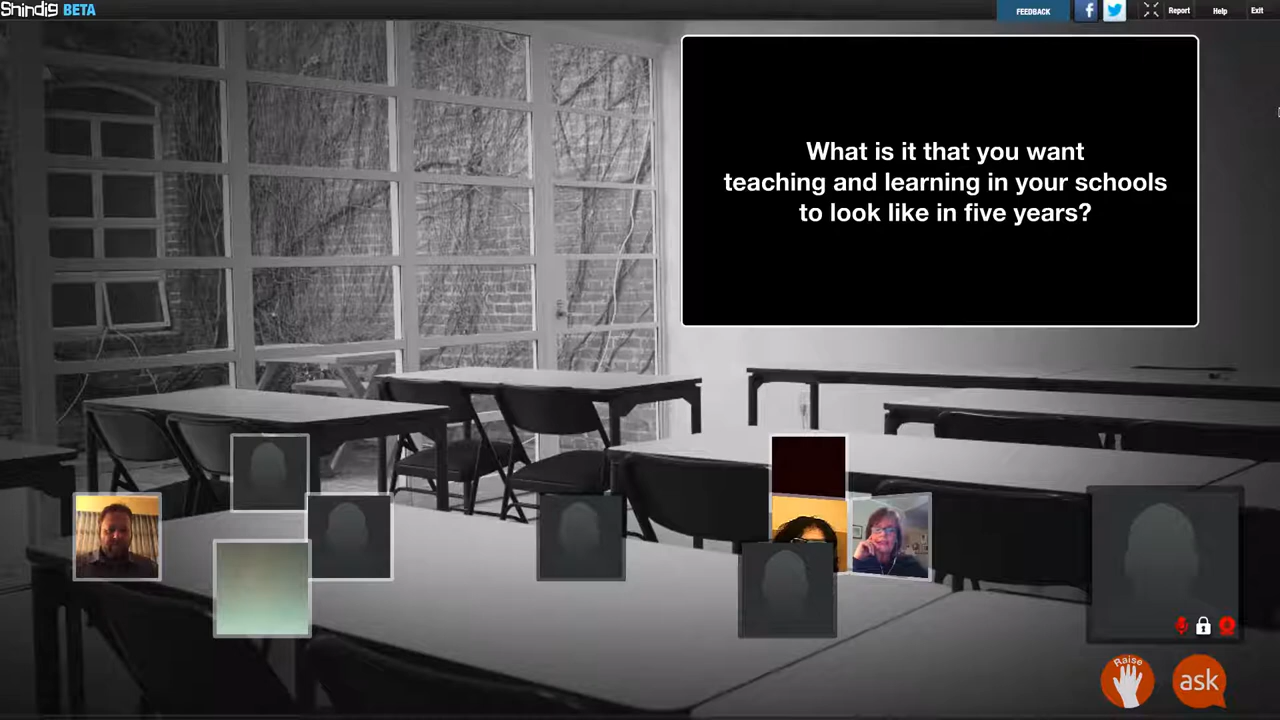 Shindig BETA
FEEDBACK
Report
Help
Exit
What is it that you want
teaching and learning in your schools
to look like in five years?
Raise
ask